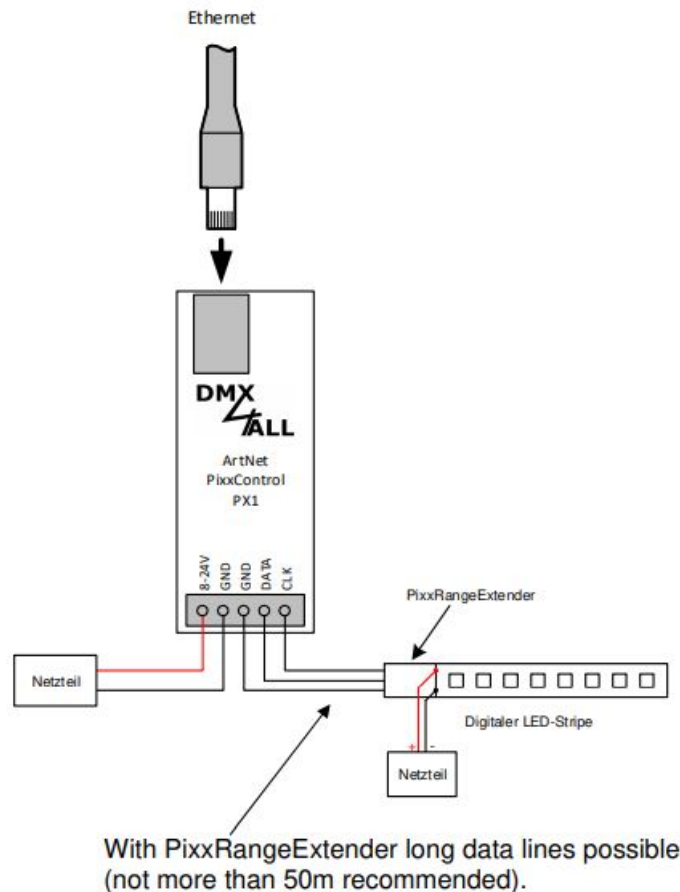 Ethernet
DMX
4
ALL
ArtNet
PixxControl
PX1
8-24V
GND
GND
DATA
CLK
PixxRangeExtender
Netzteil
Digitaler LED-Stripe
+ -
Netzteil
With PixxRangeExtender long data lines possible
(not more than 50m recommended).